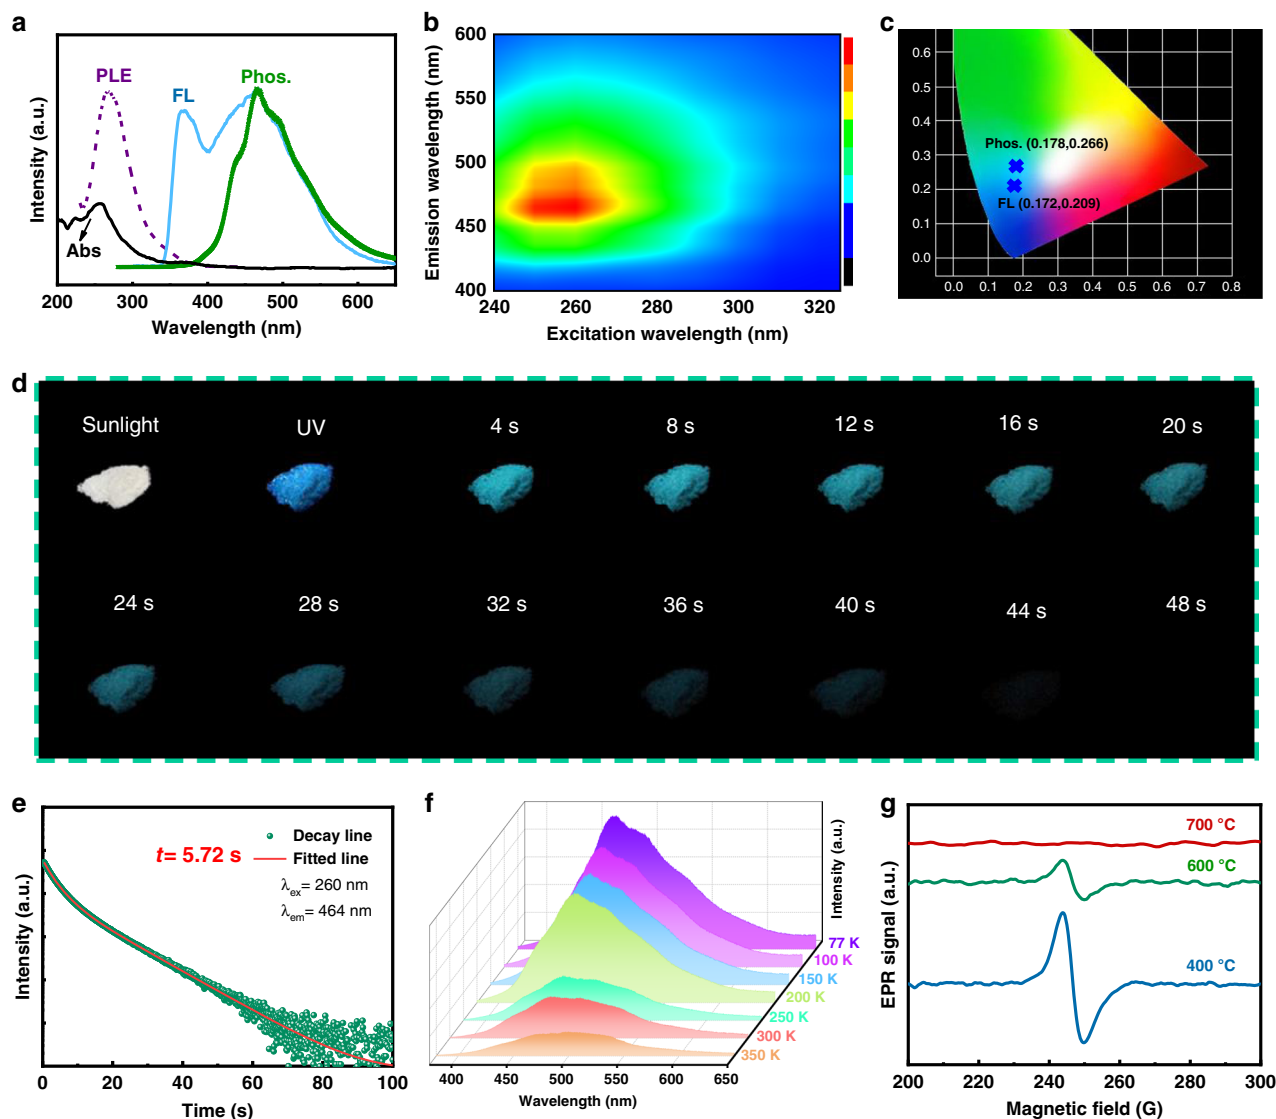 a
PLE
FL
Phos.
Abs
Intensity (a.u.)
200 300 400 500 600
Wavelength (nm)
b
600
550
500
450
400
Emission wavelength (nm)
240 260 280 300 320
Excitation wavelength (nm)
c
0.6
0.5
0.4
0.3
0.2
0.1
0.0
Phos. (0.178,0.266)
FL (0.172,0.209)
0.0 0.1 0.2 0.3 0.4 0.5 0.6 0.7 0.8
d
Sunlight UV 4 s 8 s 12 s 16 s 20 s
24 s 28 s 32 s 36 s 40 s 44 s 48 s
e
t= 5.72 s
Decay line
Fitted line
λex= 260 nm
λem= 464 nm
Intensity (a.u.)
0 20 40 60 80 100
Time (s)
f
Intensity (a.u.)
77 K
100 K
150 K
200 K
250 K
300 K
350 K
400 450 500 550 600 650
Wavelength (nm)
g
700 °C
600 °C
400 °C
EPR signal (a.u.)
200 220 240 260 280 300
Magnetic field (G)